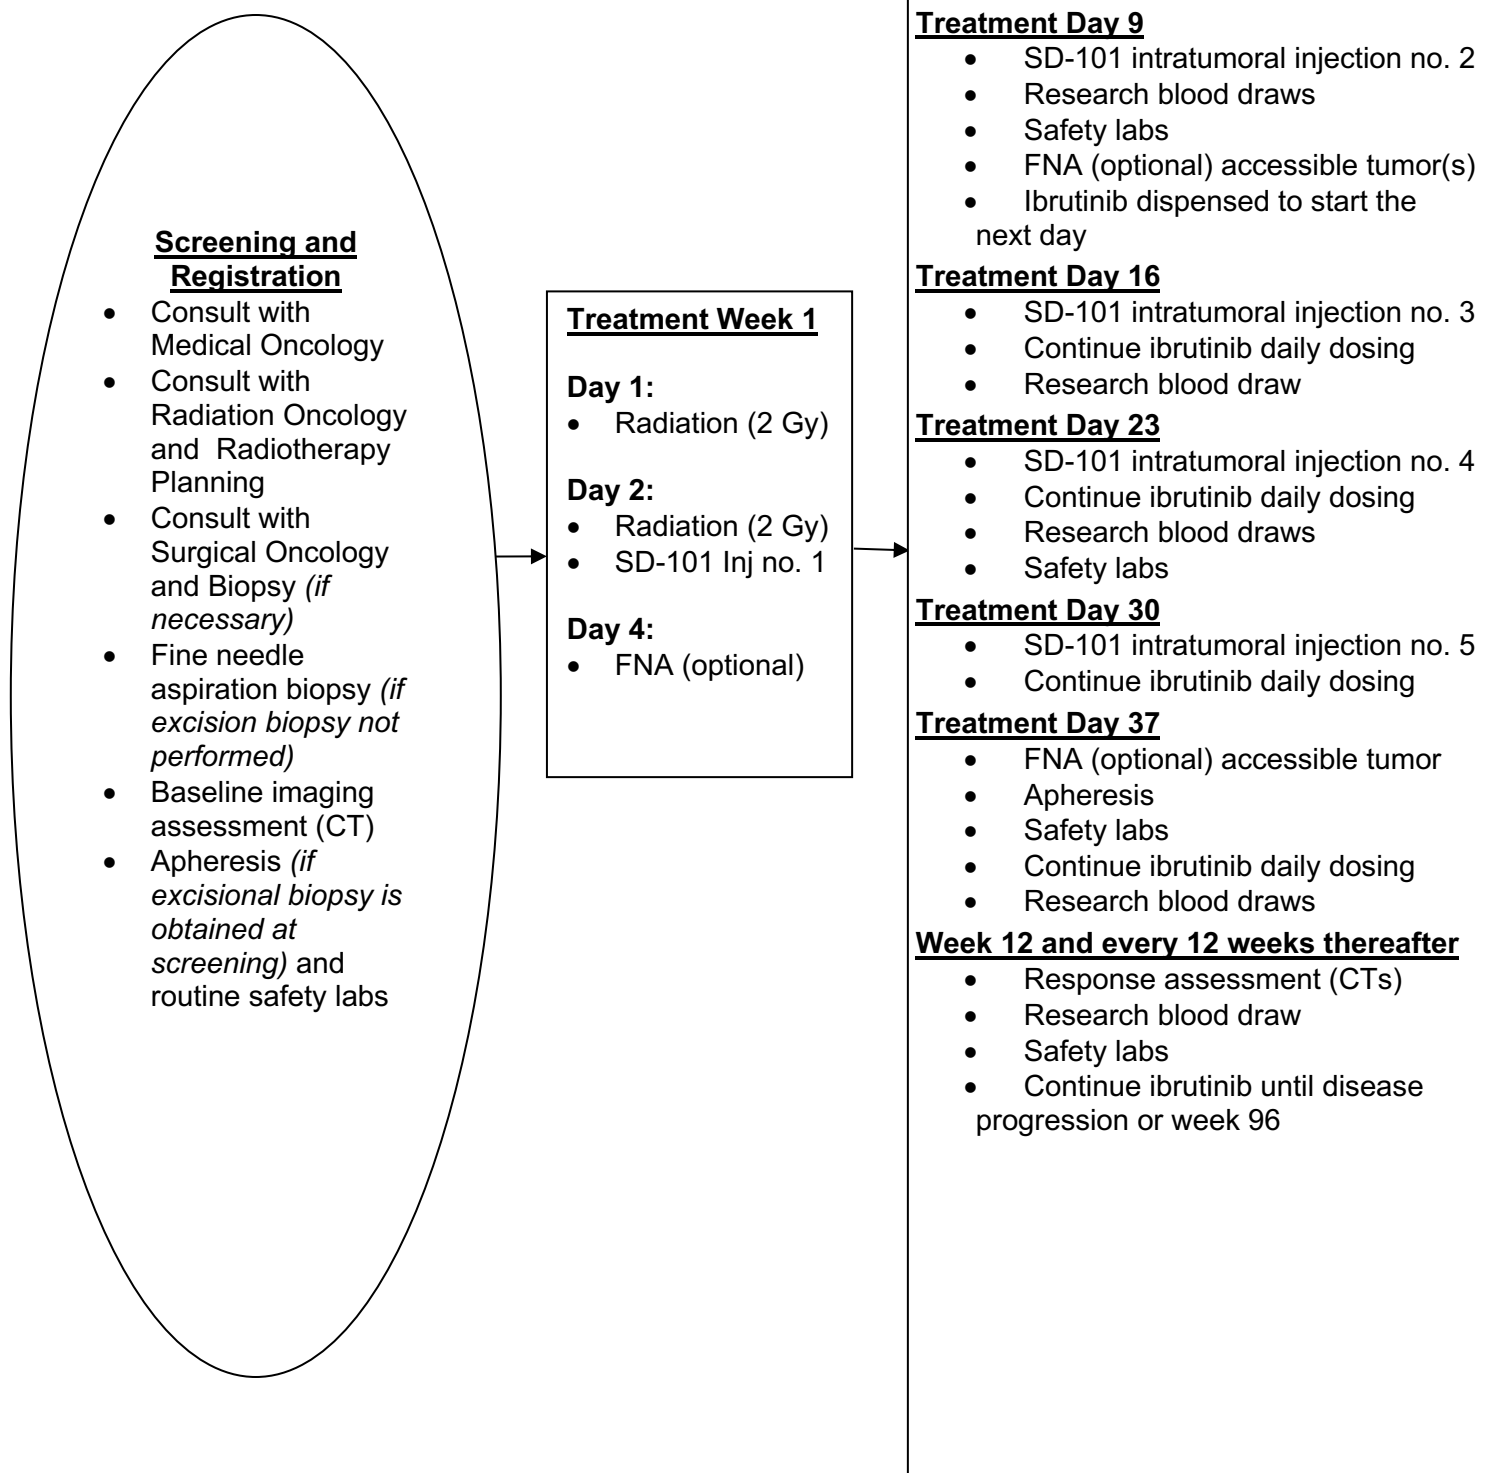 Screening and
Registration
• Consult with
Medical Oncology
• Consult with
Radiation Oncology
and Radiotherapy
Planning
• Consult with
Surgical Oncology
and Biopsy (if
necessary)
• Fine needle
aspiration biopsy (if
excision biopsy not
performed)
• Baseline imaging
assessment (CT)
• Apheresis (if
excisional biopsy is
obtained at
screening) and
routine safety labs
Treatment Week 1
Day 1:
• Radiation (2 Gy)
Day 2:
• Radiation (2 Gy)
• SD-101 Inj no. 1
Day 4:
• FNA (optional)
Treatment Day 9
• SD-101 intratumoral injection no. 2
• Research blood draws
• Safety labs
• FNA (optional) accessible tumor(s)
• Ibrutinib dispensed to start the
next day
Treatment Day 16
• SD-101 intratumoral injection no. 3
• Continue ibrutinib daily dosing
• Research blood draw
Treatment Day 23
• SD-101 intratumoral injection no. 4
• Continue ibrutinib daily dosing
• Research blood draws
• Safety labs
Treatment Day 30
• SD-101 intratumoral injection no. 5
• Continue ibrutinib daily dosing
Treatment Day 37
• FNA (optional) accessible tumor
• Apheresis
• Safety labs
• Continue ibrutinib daily dosing
• Research blood draws
Week 12 and every 12 weeks thereafter
• Response assessment (CTs)
• Research blood draw
• Safety labs
• Continue ibrutinib until disease
progression or week 96